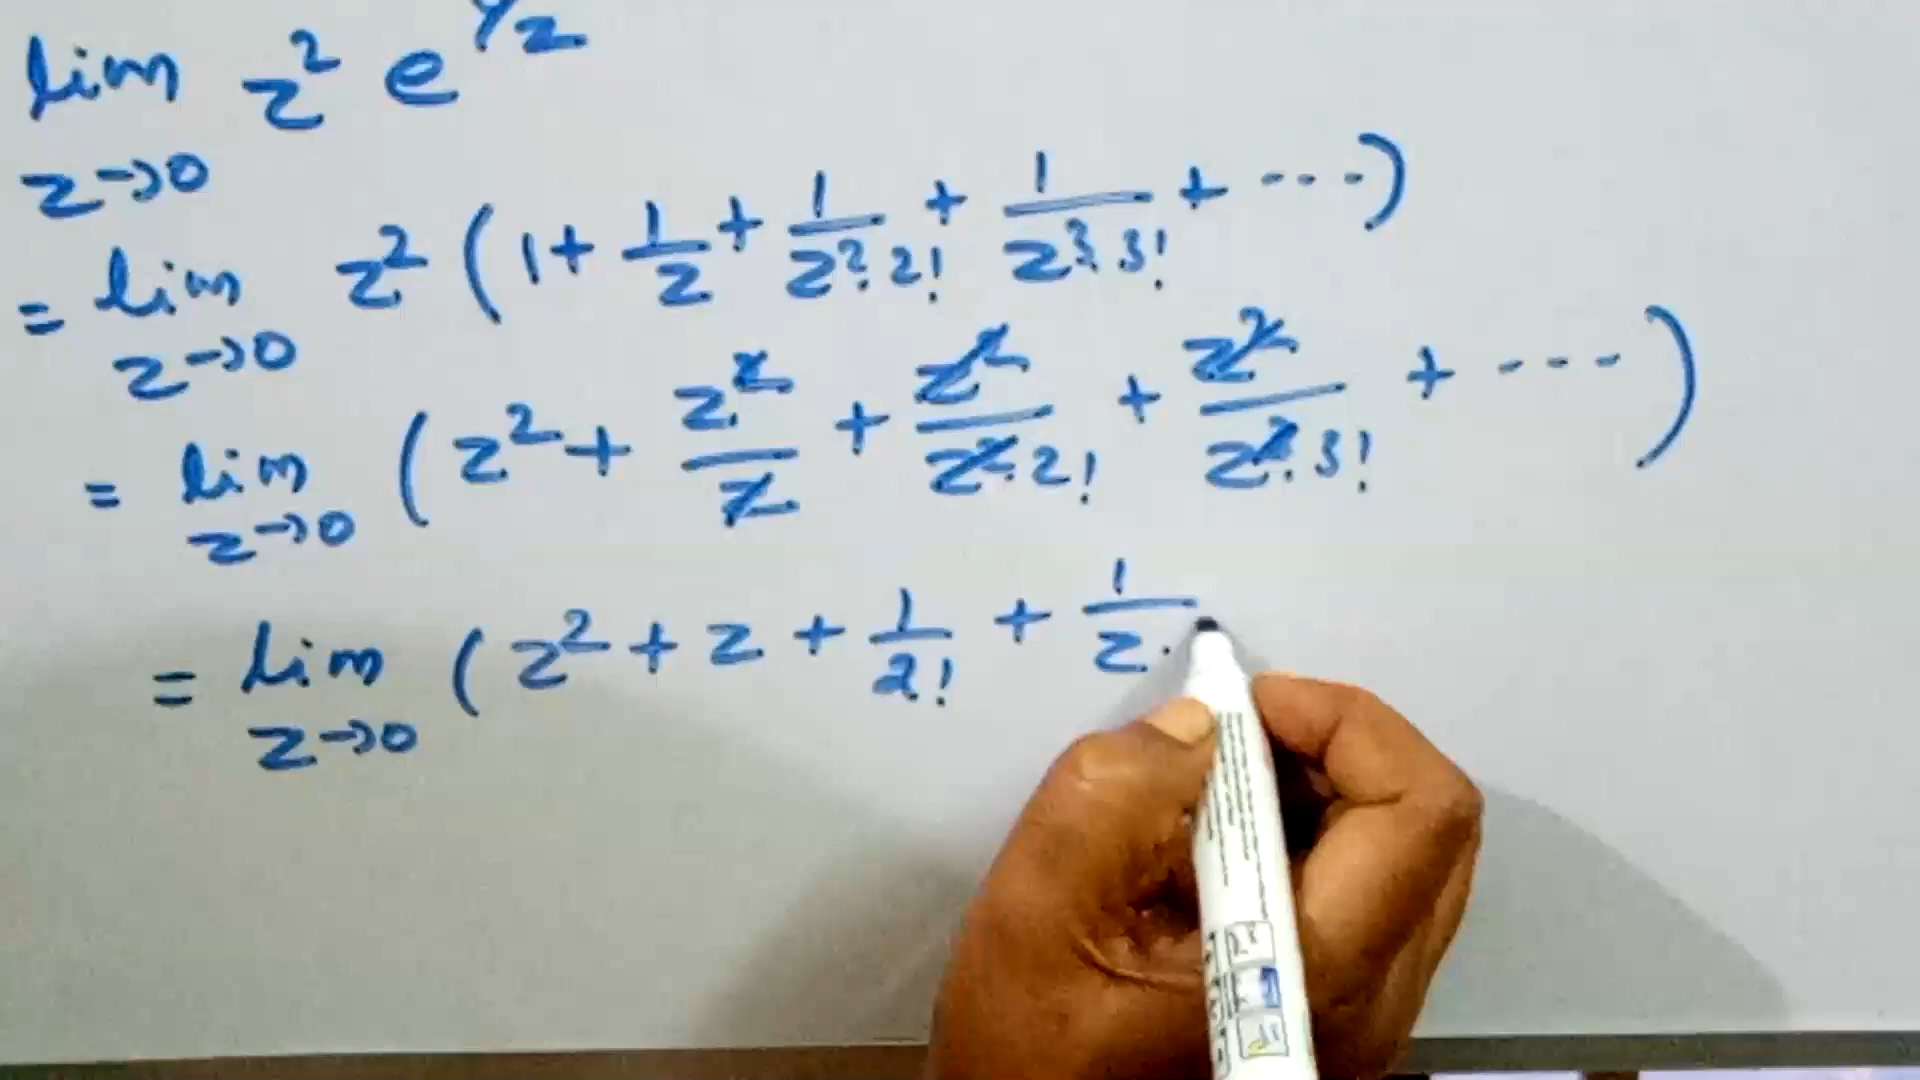 lim z² e^1/z
z→0
= lim z² (1 + 1/z + 1/z².2! + 1/z³.3! + ----)
z→0
= lim (z² + z²/z + z²/z².2! + z²/z³.3! + ---)
z→0
= lim (z² + z + 1/2! + 1/z.
z→0